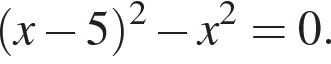 (x − 5)² − x² = 0.